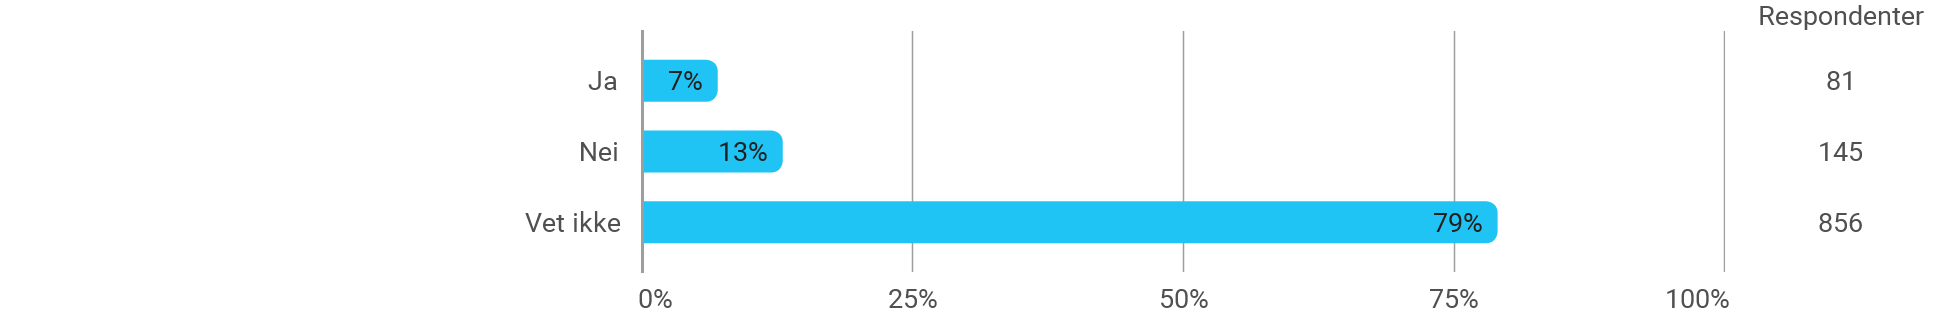 Respondenter
Ja 7% 81
Nei 13% 145
Vet ikke 79% 856
0% 25% 50% 75% 100%